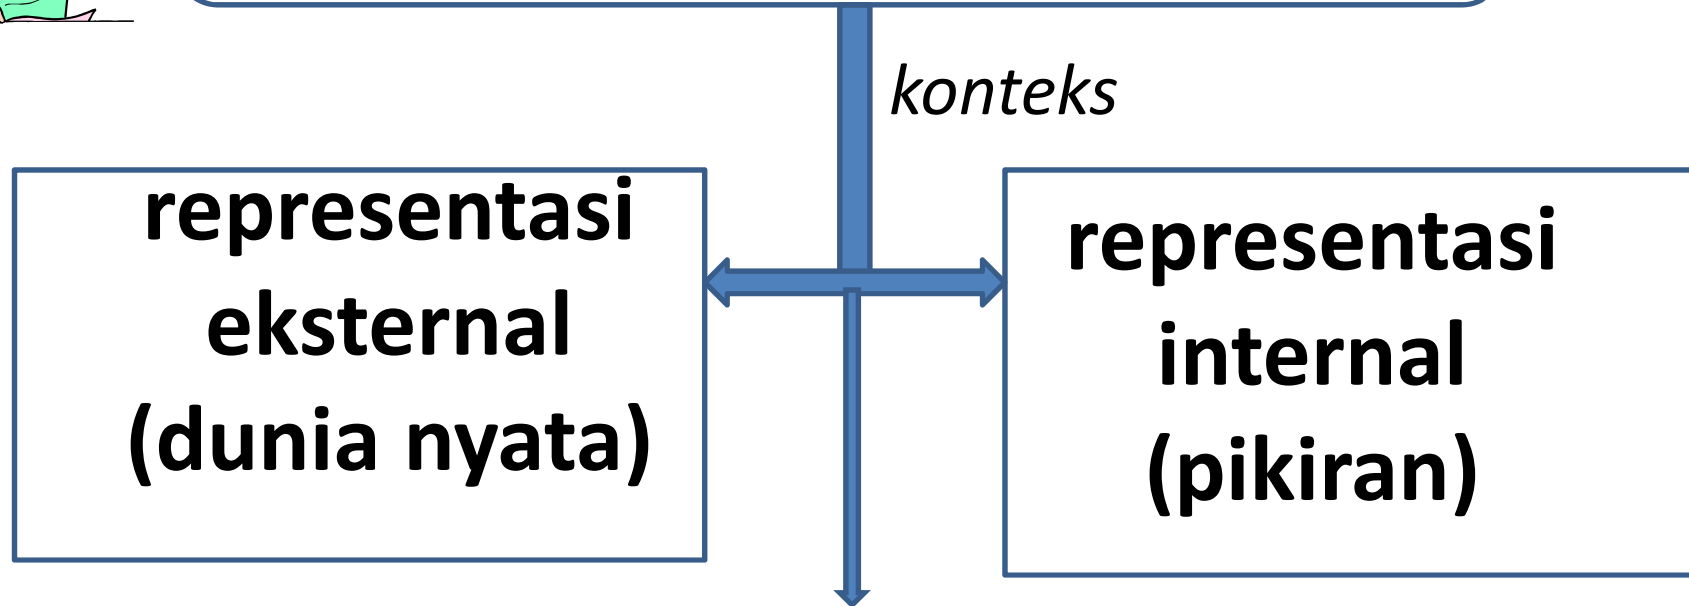 konteks
representasi
eksternal
(dunia nyata)
representasi
internal
(pikiran)